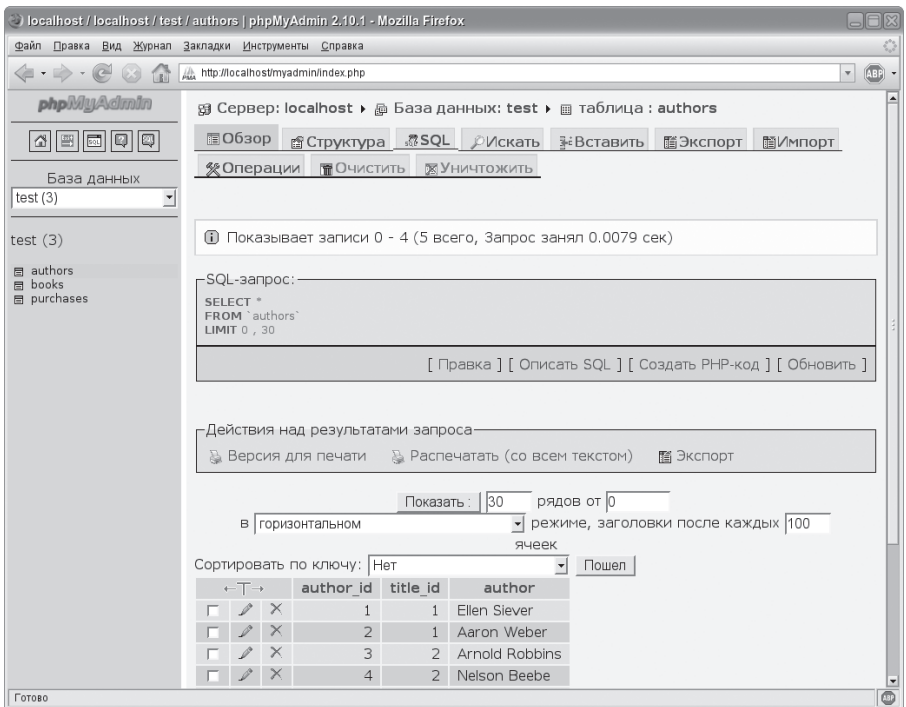 localhost / localhost / test / authors | phpMyAdmin 2.10.1 - Mozilla Firefox
Файл Правка Вид Журнал Закладки Инструменты Справка
http://localhost/myadmin/index.php
ABP
phpMyAdmin
SQL
База данных
test (3)
test (3)
authors
books
purchases
Сервер: localhost ▸ База данных: test ▸ таблица : authors
Обзор Структура SQL Искать Вставить Экспорт Импорт
Операции Очистить Уничтожить
Показывает записи 0 - 4 (5 всего, Запрос занял 0.0079 сек)
SQL-запрос:
SELECT *
FROM `authors`
LIMIT 0 , 30
[ Правка ] [ Описать SQL ] [ Создать PHP-код ] [ Обновить ]
Действия над результатами запроса
Версия для печати Распечатать (со всем текстом) Экспорт
Показать : 30 рядов от 0
в горизонтальном режиме, заголовки после каждых 100
ячеек
Сортировать по ключу: Нет Пошел
←T→ author_id title_id author
1 1 Ellen Siever
2 1 Aaron Weber
3 2 Arnold Robbins
4 2 Nelson Beebe
Готово
ABP